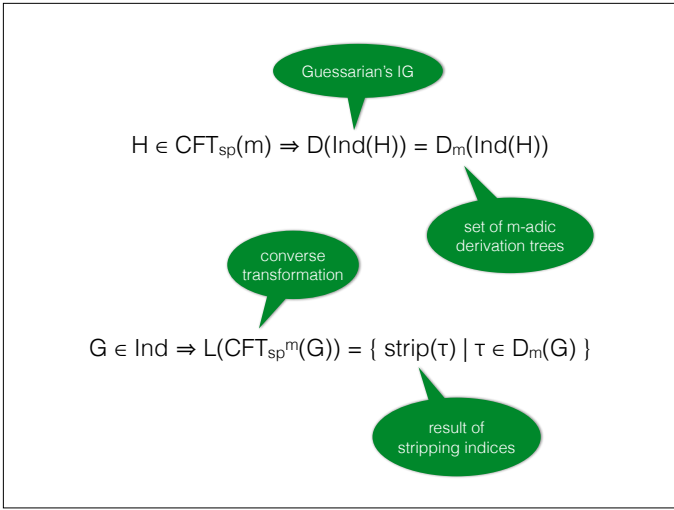 Guessarian's IG
H ∈ CFTsp(m) ⇒ D(Ind(H)) = Dm(Ind(H))
set of m-adic
derivation trees
converse
transformation
G ∈ Ind ⇒ L(CFTspm(G)) = { strip(τ) | τ ∈ Dm(G) }
result of
stripping indices